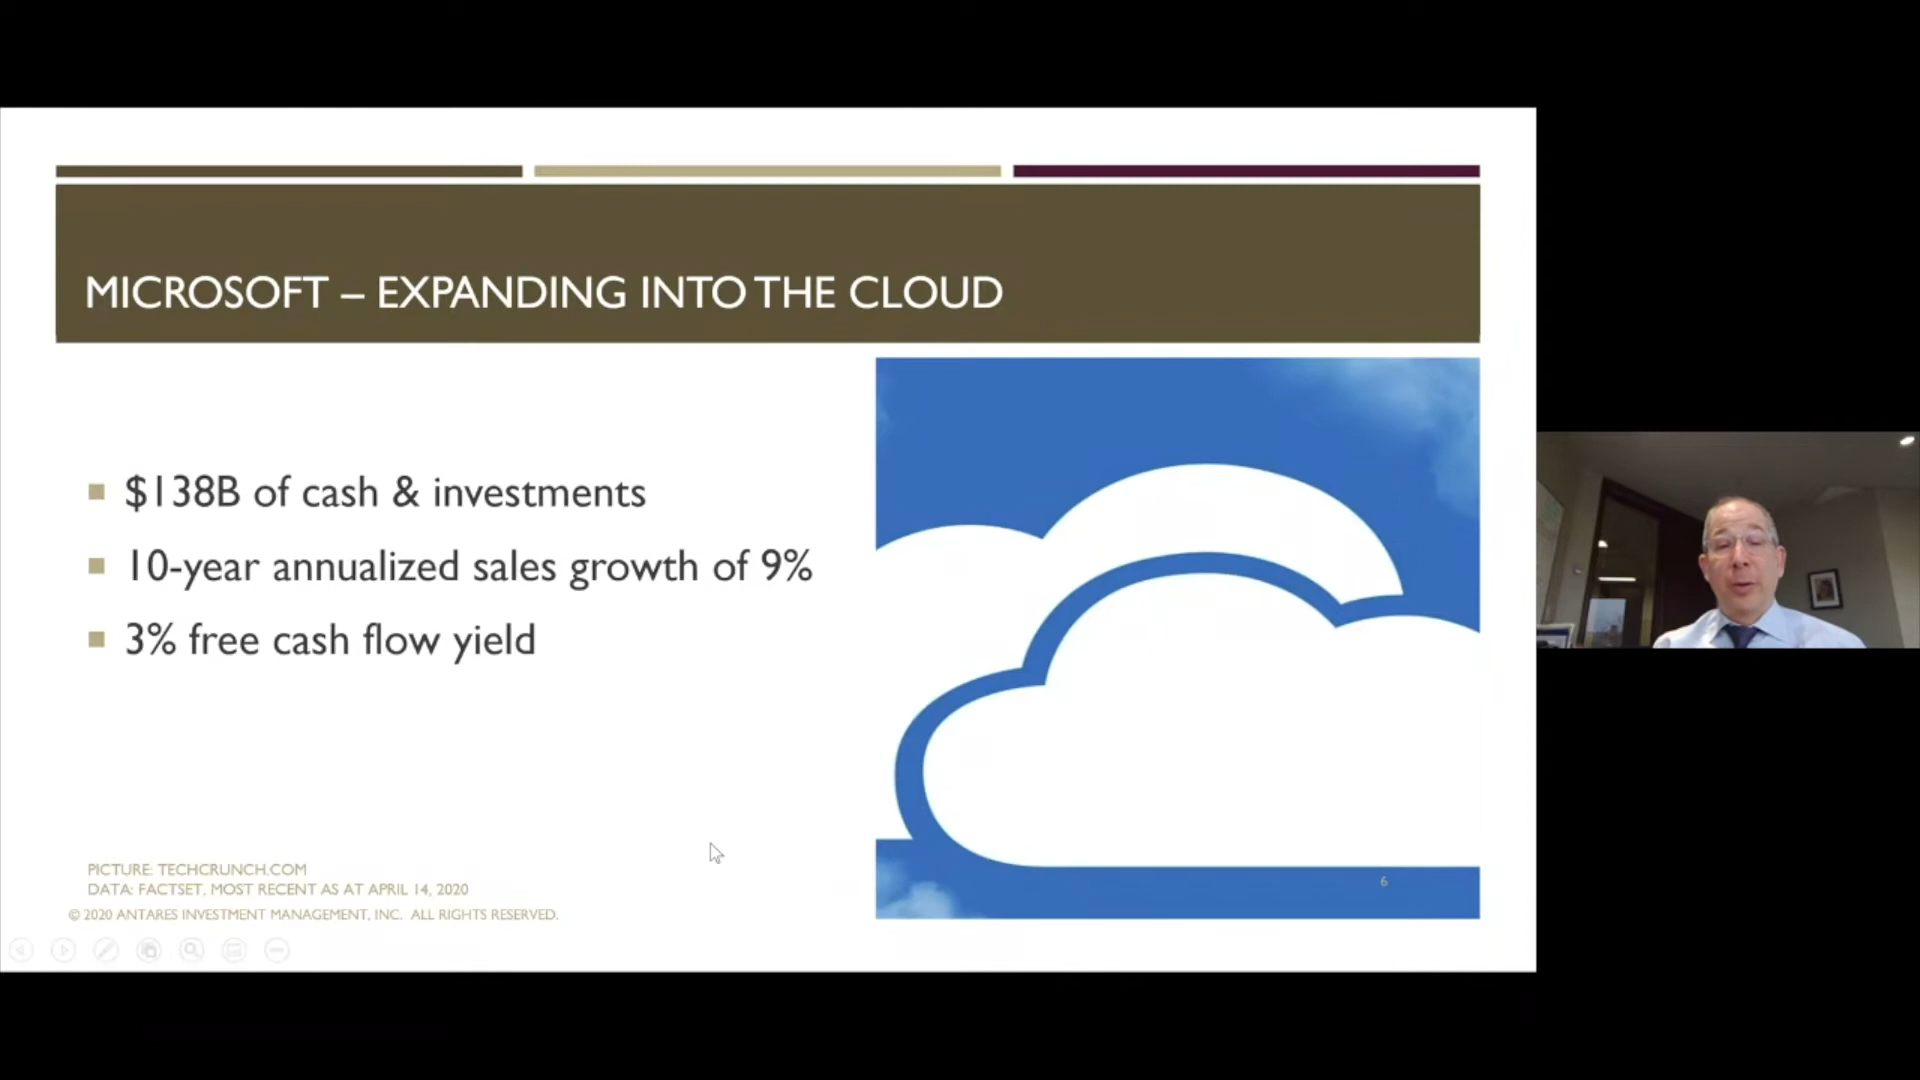 MICROSOFT – EXPANDING INTO THE CLOUD
$138B of cash & investments
10-year annualized sales growth of 9%
3% free cash flow yield
PICTURE: TECHCRUNCH.COM
DATA: FACTSET, MOST RECENT AS AT APRIL 14, 2020
© 2020 ANTARES INVESTMENT MANAGEMENT, INC. ALL RIGHTS RESERVED.
6